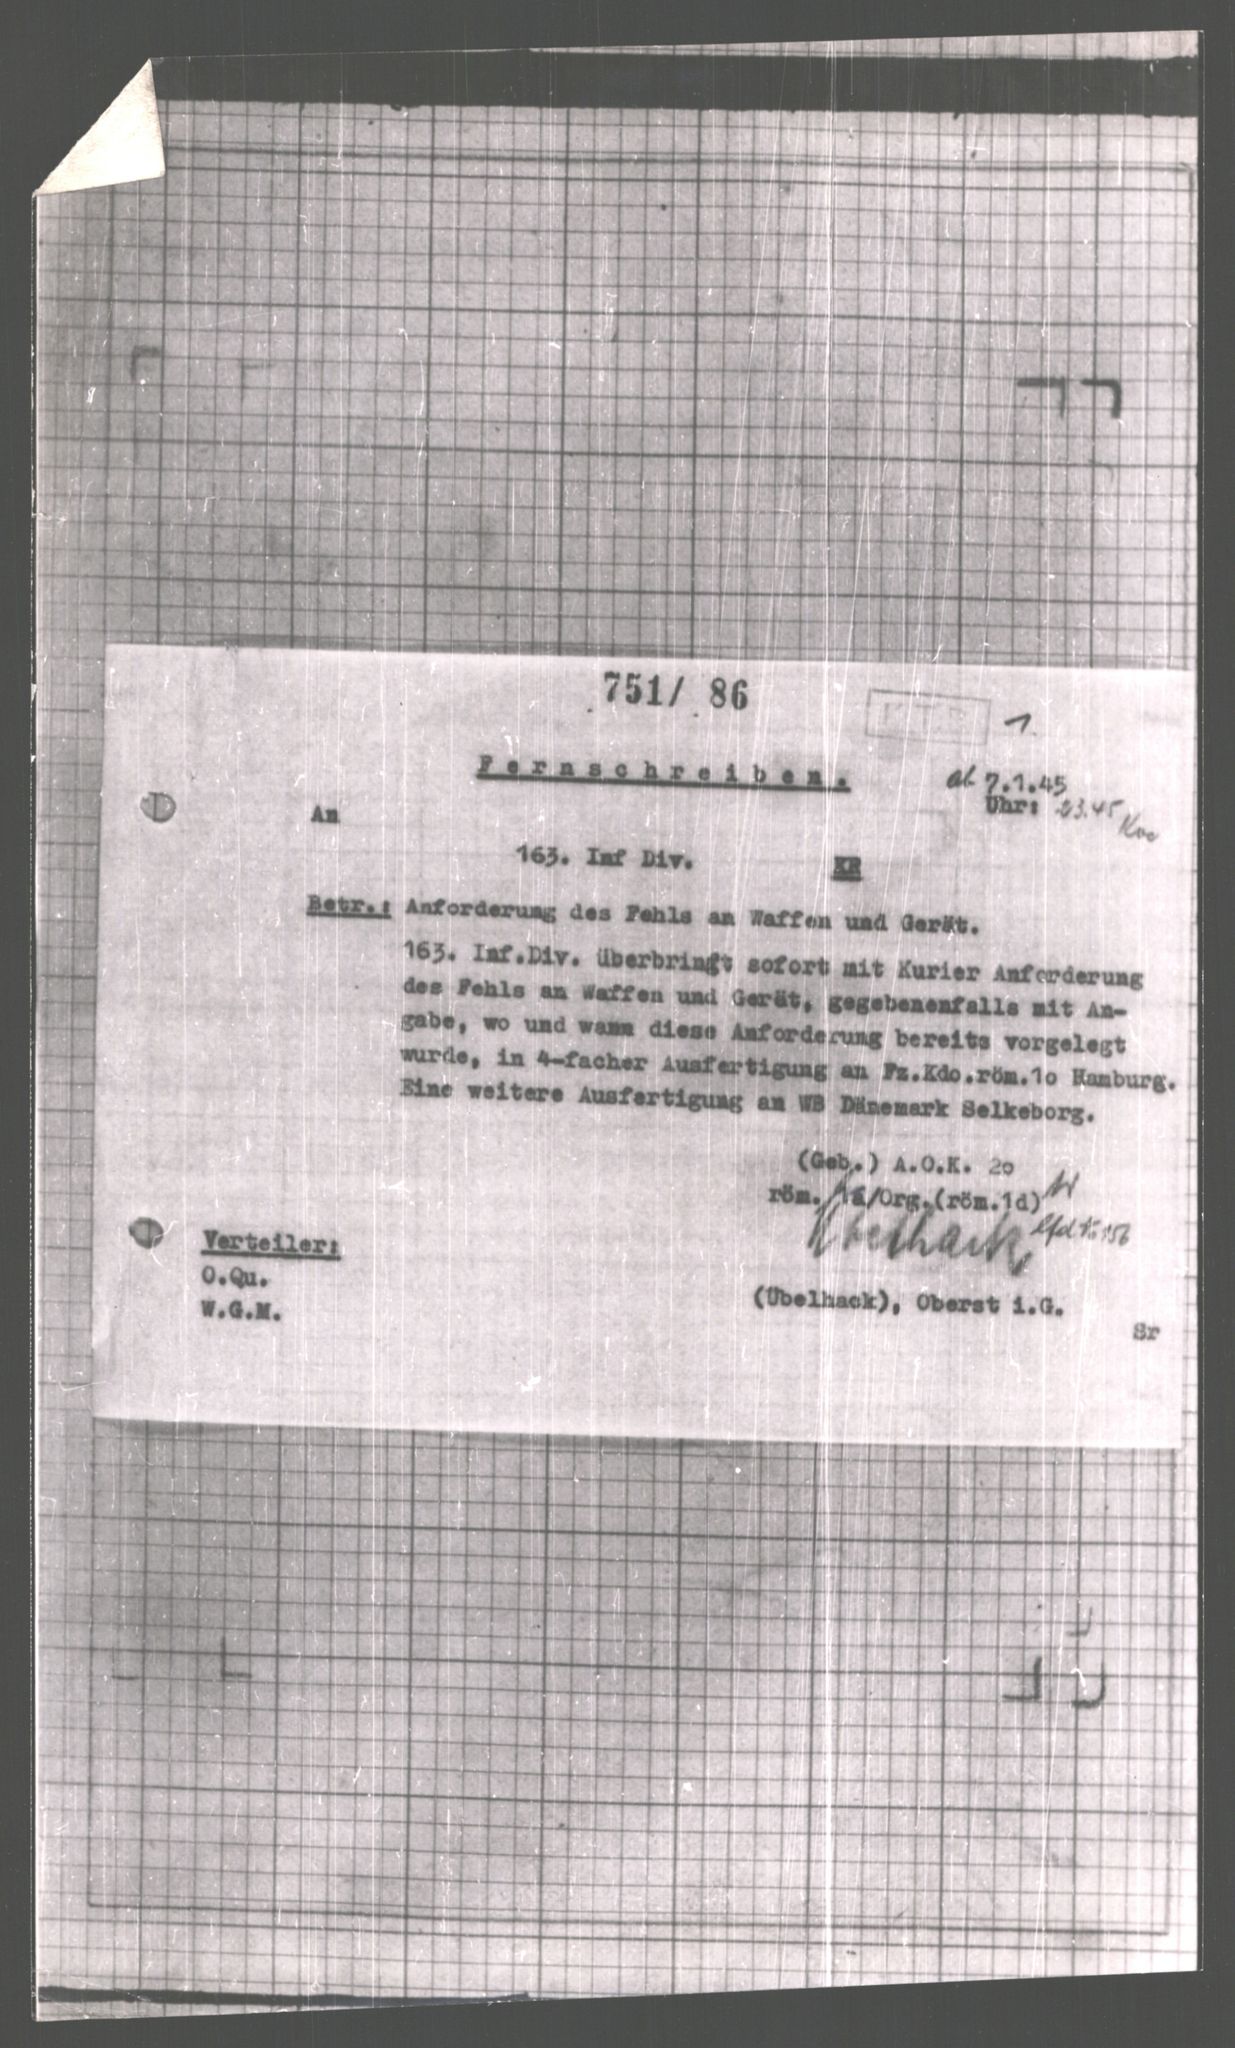 751/ 86
1.
Fernschreiben.
ab 7.1.45
Uhr: 23.45
An
163. Inf Div.
KR
Betr.: Anforderung des Fehls an Waffen und Gerät.
163. Inf.Div. überbringt sofort mit Kurier Anforderung
des Fehls an Waffen und Gerät, gegebenenfalls mit An-
gabe, wo und wann diese Anforderung bereits vorgelegt
wurde, in 4-facher Ausfertigung an Fz.Kdo.röm.1o Hamburg.
Eine weitere Ausfertigung an WB Dänemark Selkeborg.
(Geb.) A.O.K. 2o
röm. 1a/Org.(röm.1d)
Übelhack
Verteiler:
O.Qu.
W.G.M.
(Übelhack), Oberst i.G.
Sr